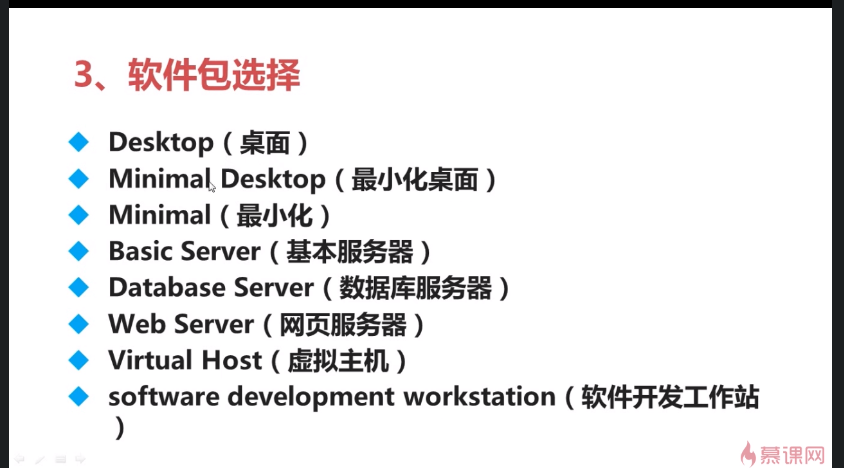 3、软件包选择
Desktop（桌面）
Minimal Desktop（最小化桌面）
Minimal（最小化）
Basic Server（基本服务器）
Database Server（数据库服务器）
Web Server（网页服务器）
Virtual Host（虚拟主机）
software development workstation（软件开发工作站
）
慕课网